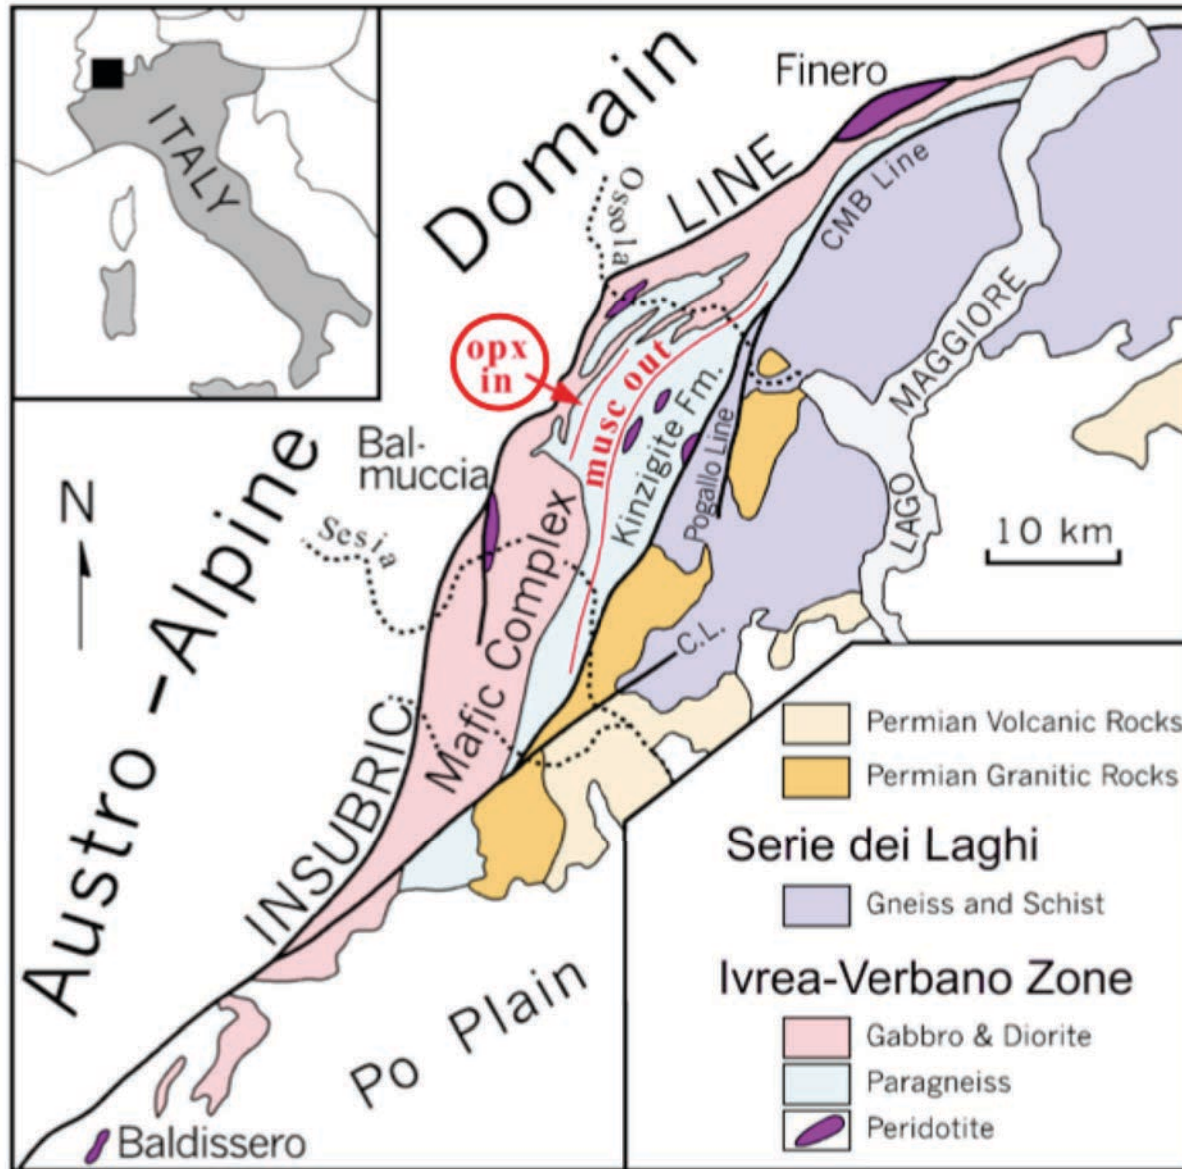 ITALY
Finero
Domain
LINE
Ossola
CMB Line
opx
in
musc out
MAGGIORE
LAGO
Kinzigite Fm.
Pogallo Line
Bal-
muccia
N
Sesia
10 km
Austro-Alpine
Mafic Complex
C.L.
INSUBRIC
Po Plain
Baldissero
Permian Volcanic Rocks
Permian Granitic Rocks
Serie dei Laghi
Gneiss and Schist
Ivrea-Verbano Zone
Gabbro & Diorite
Paragneiss
Peridotite